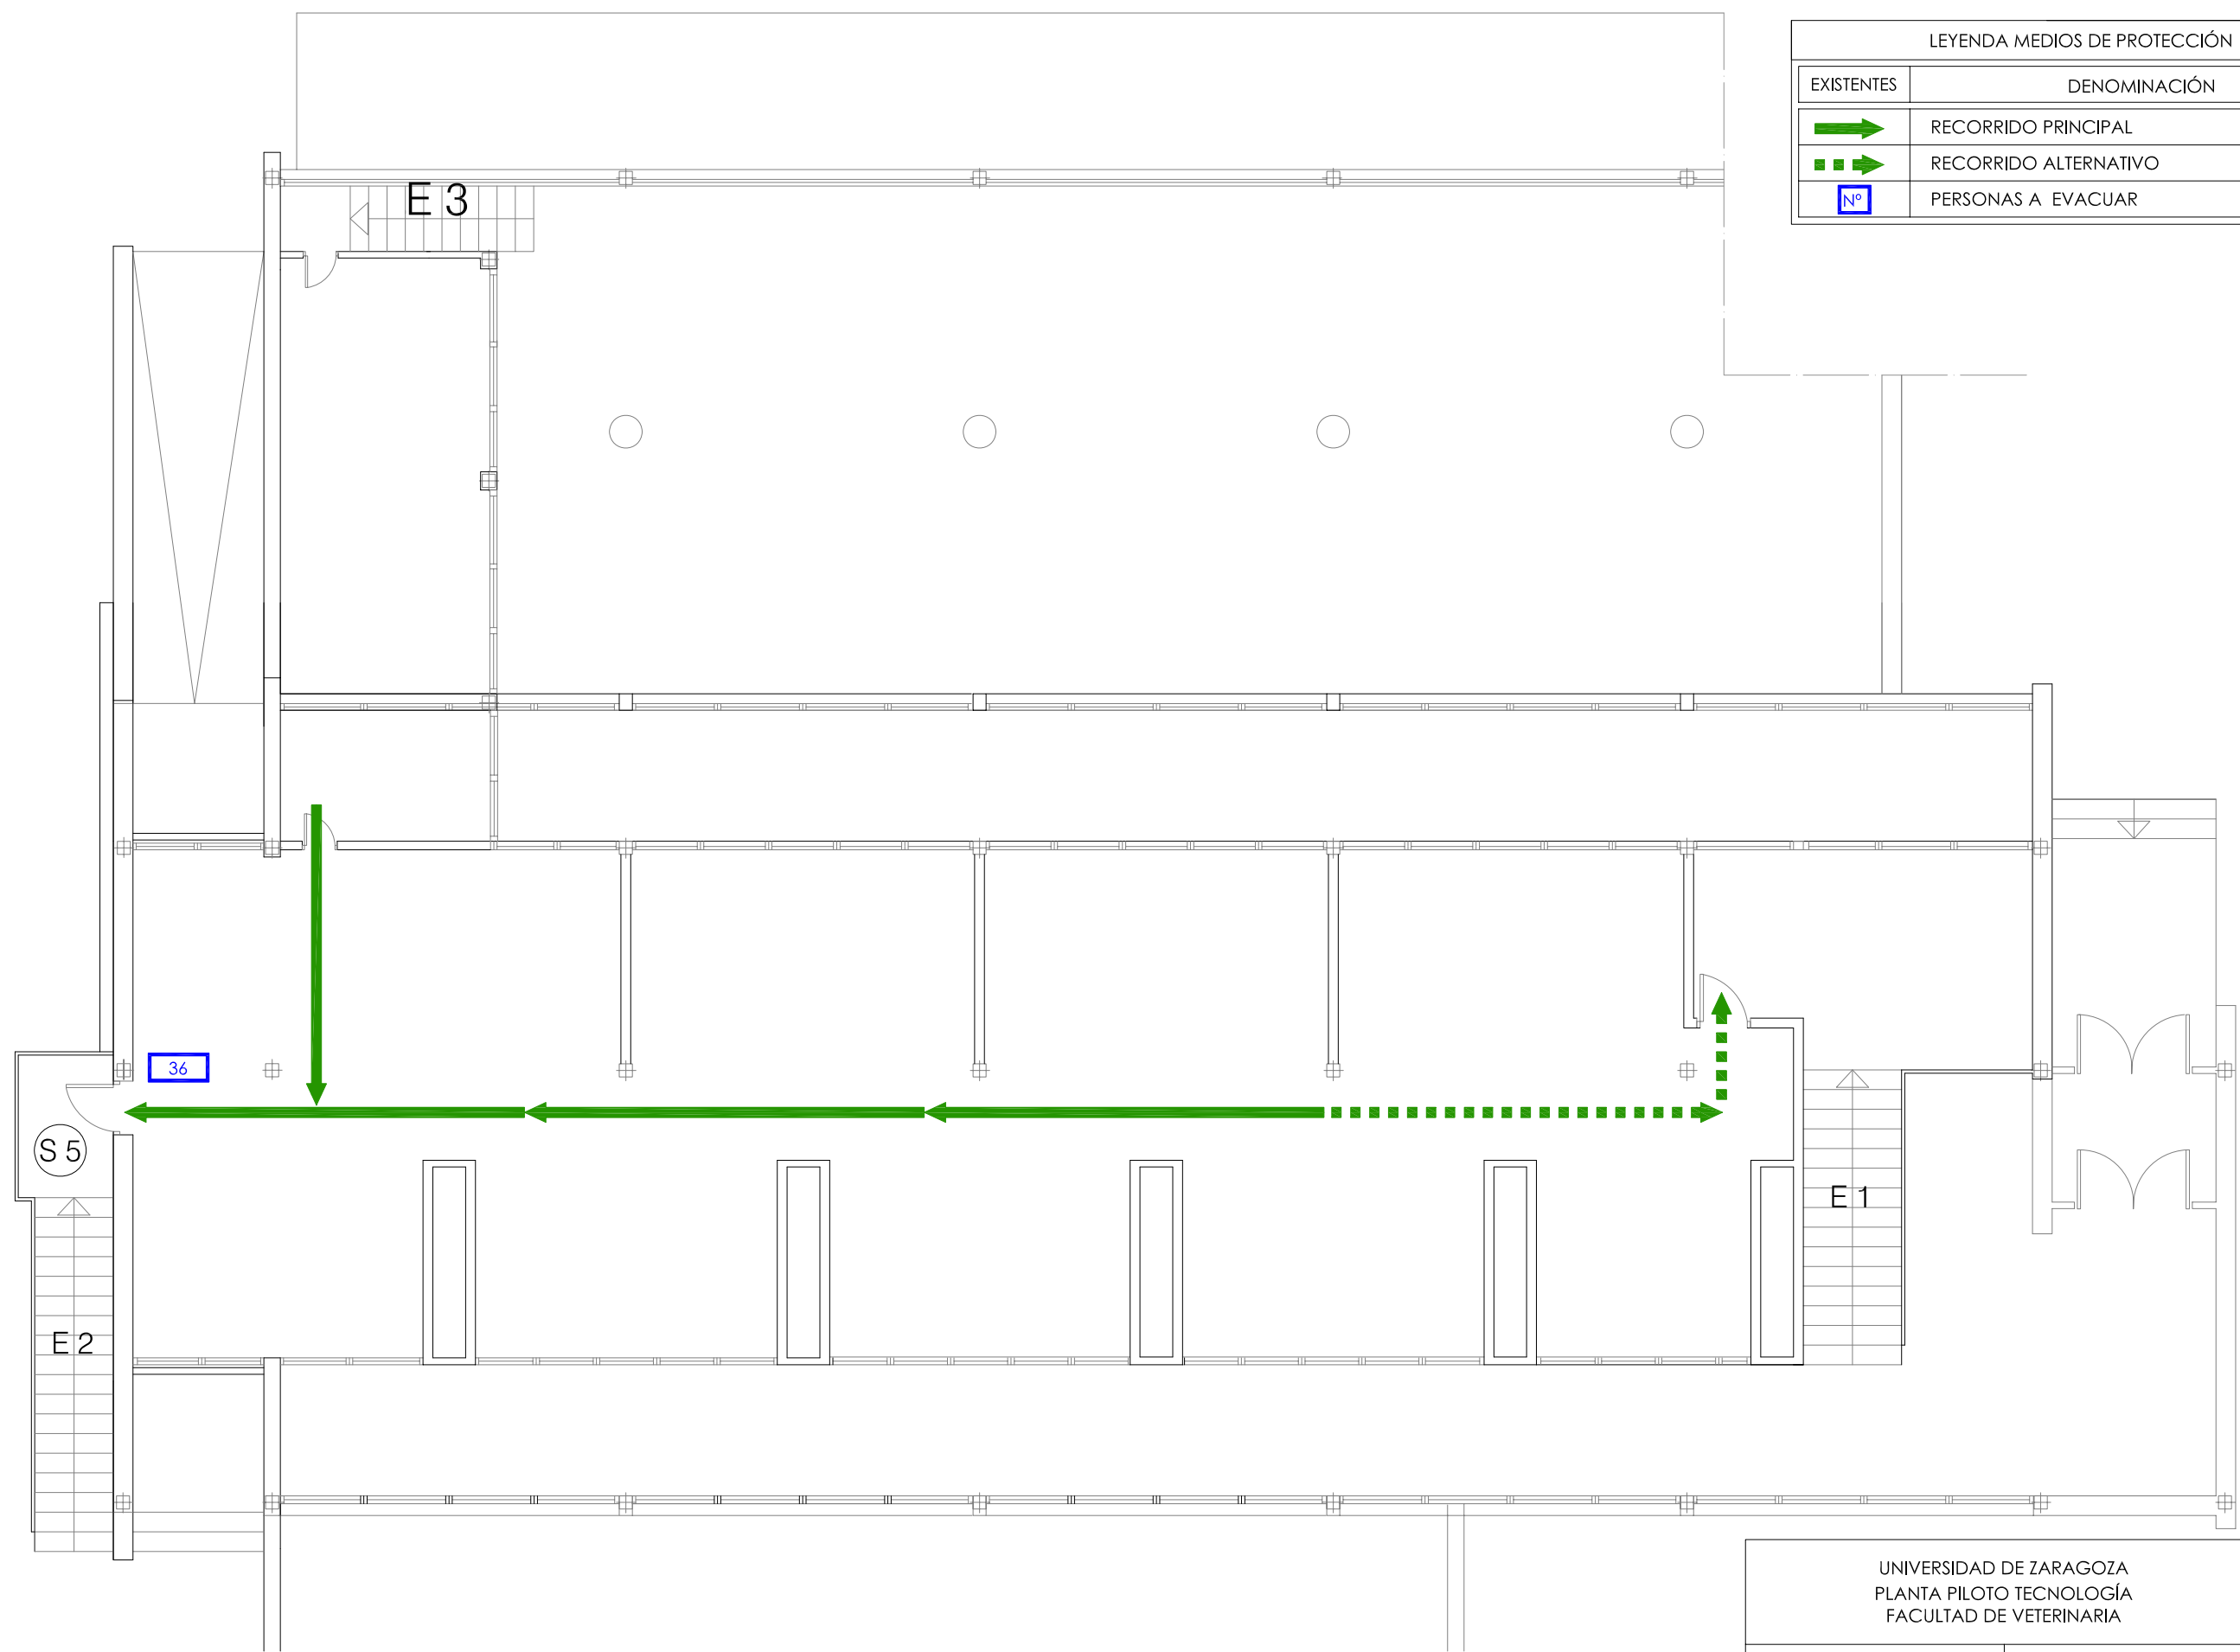 LEYENDA MEDIOS DE PROTECCIÓN
EXISTENTES
DENOMINACIÓN
RECORRIDO PRINCIPAL
RECORRIDO ALTERNATIVO
Nº
PERSONAS A EVACUAR
E 3
36
S 5
E 1
E 2
UNIVERSIDAD DE ZARAGOZA
PLANTA PILOTO TECNOLOGÍA
FACULTAD DE VETERINARIA